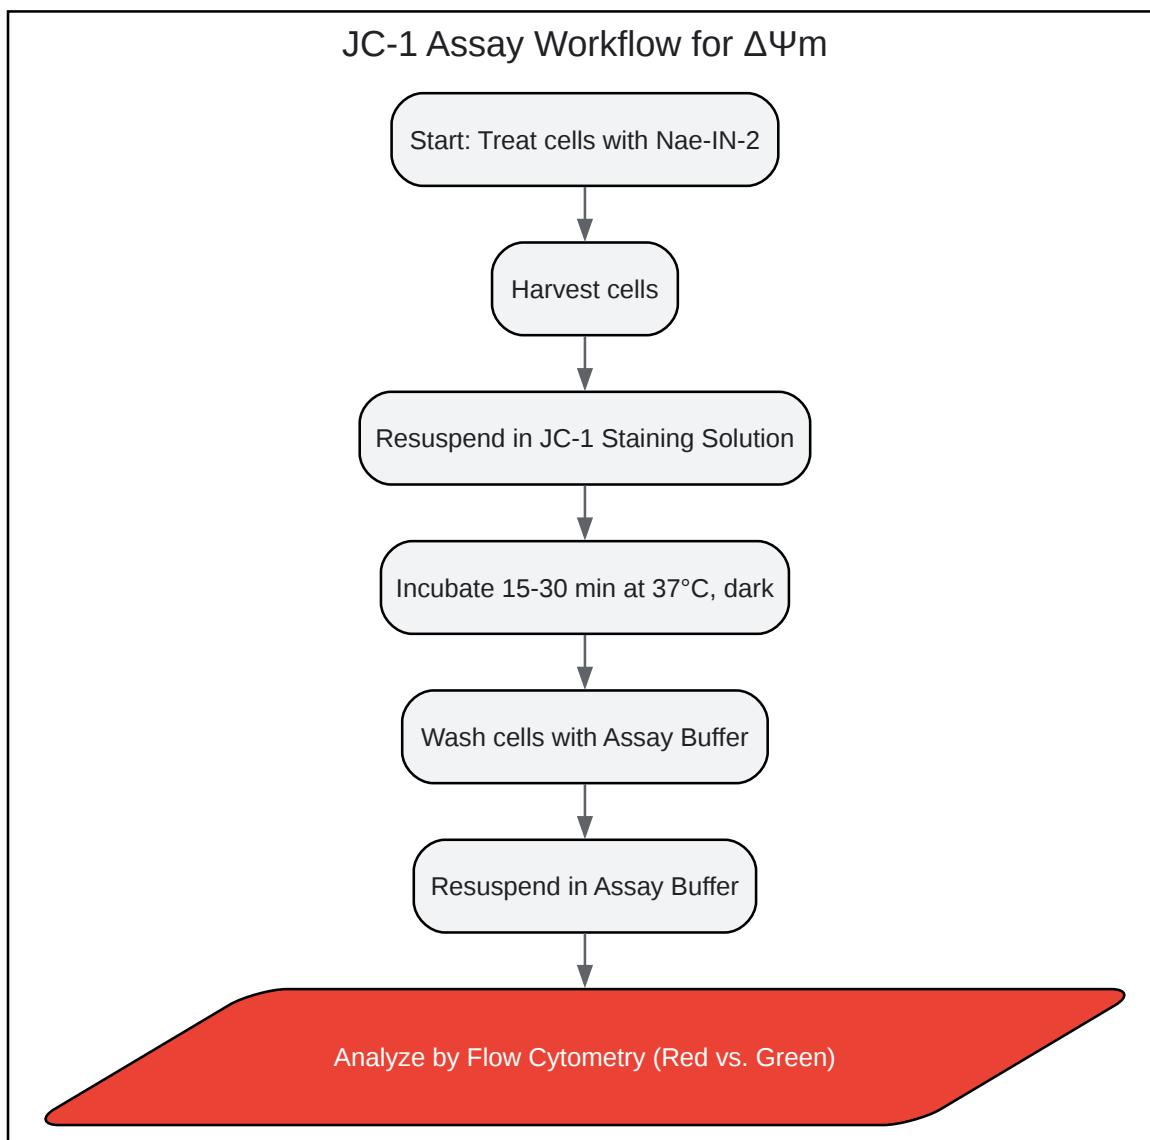 JC-1 Assay Workflow for ΔΨm
Start: Treat cells with Nae-IN-2
Harvest cells
Resuspend in JC-1 Staining Solution
Incubate 15-30 min at 37°C, dark
Wash cells with Assay Buffer
Resuspend in Assay Buffer
Analyze by Flow Cytometry (Red vs. Green)